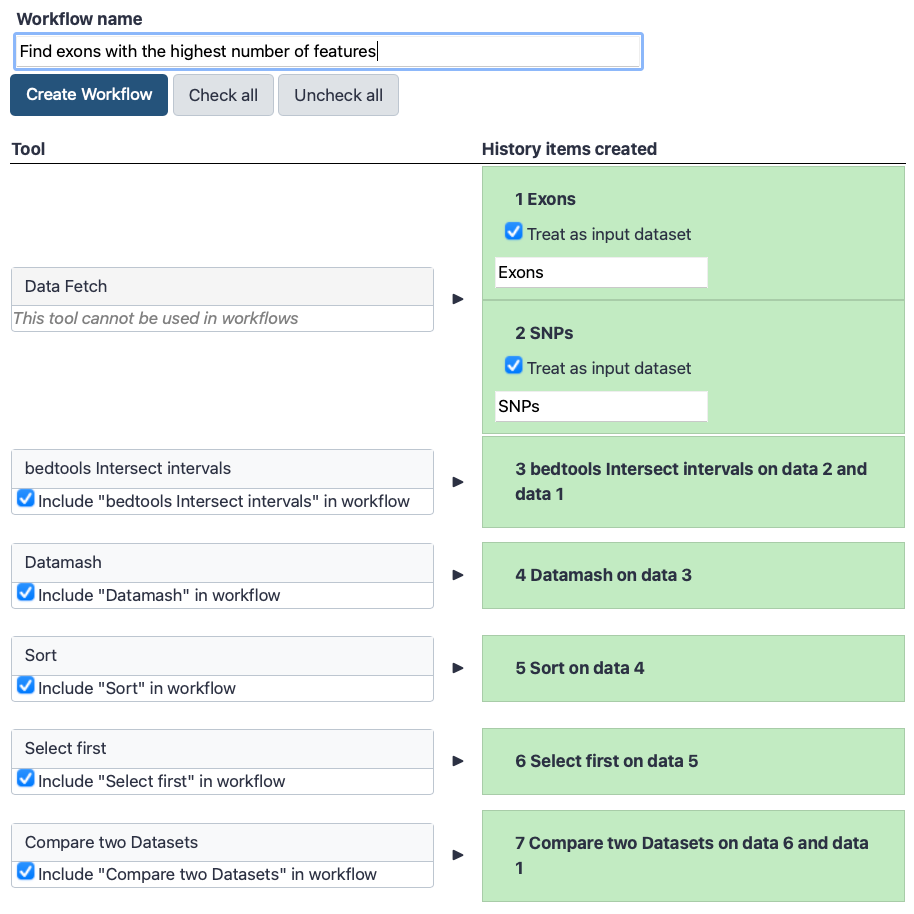 Workflow name
Find exons with the highest number of features
Create Workflow Check all Uncheck all
Tool History items created
1 Exons
Treat as input dataset
Exons
Data Fetch
This tool cannot be used in workflows
2 SNPs
Treat as input dataset
SNPs
bedtools Intersect intervals
Include "bedtools Intersect intervals" in workflow
3 bedtools Intersect intervals on data 2 and
data 1
Datamash
Include "Datamash" in workflow
4 Datamash on data 3
Sort
Include "Sort" in workflow
5 Sort on data 4
Select first
Include "Select first" in workflow
6 Select first on data 5
Compare two Datasets
Include "Compare two Datasets" in workflow
7 Compare two Datasets on data 6 and data
1